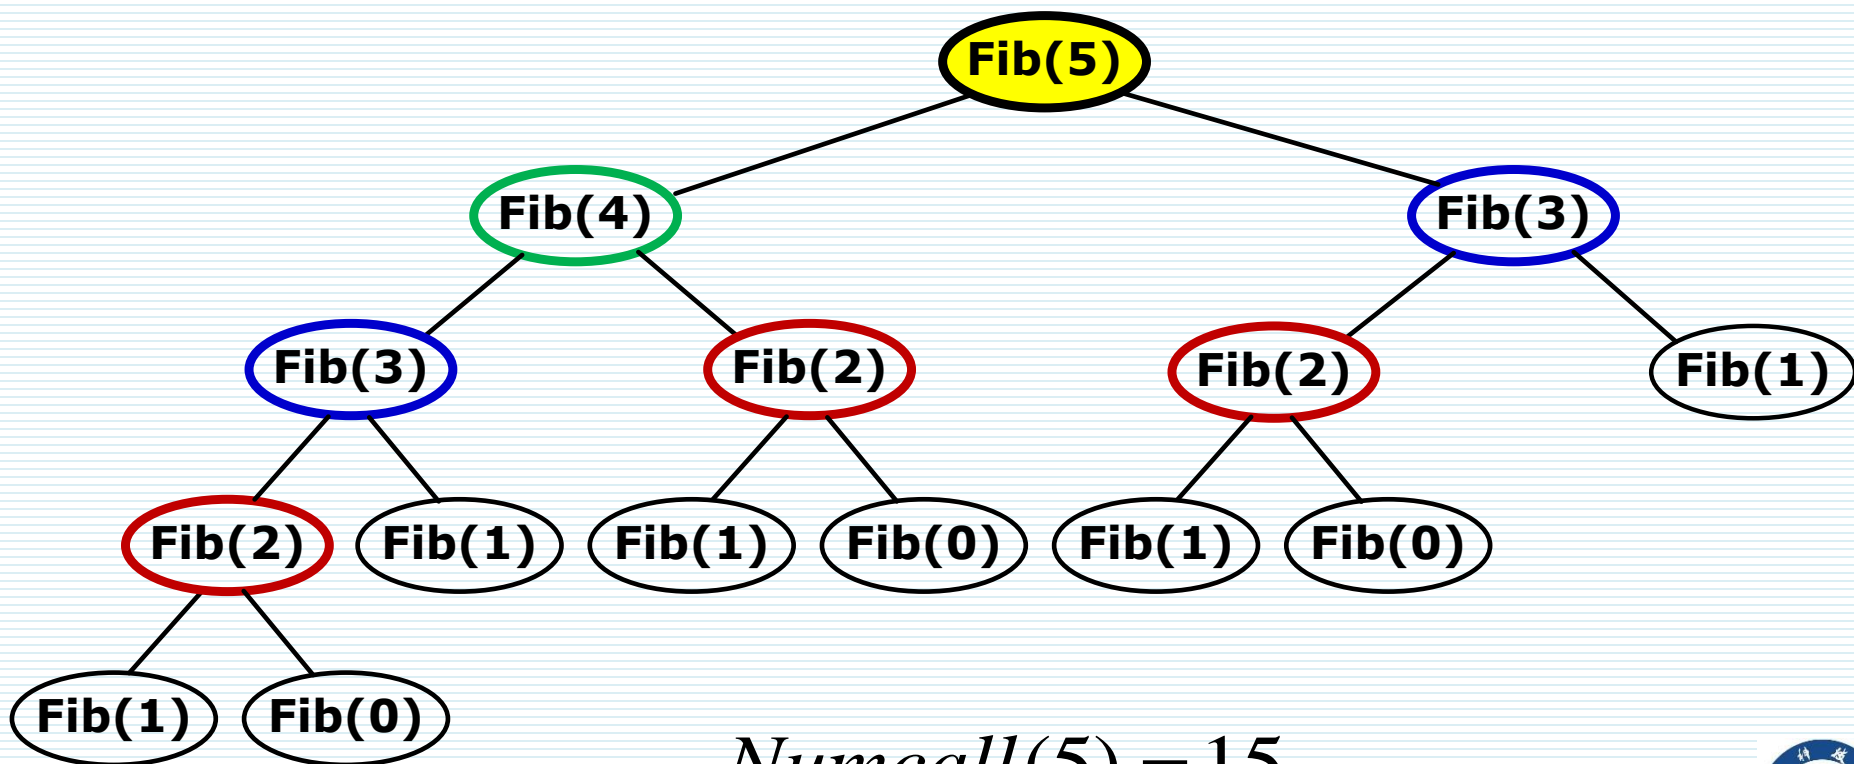 Fib(5)
Fib(4) Fib(3)
Fib(3) Fib(2) Fib(2) Fib(1)
Fib(2) Fib(1) Fib(1) Fib(0) Fib(1) Fib(0)
Fib(1) Fib(0)
Numcall(5) = 15